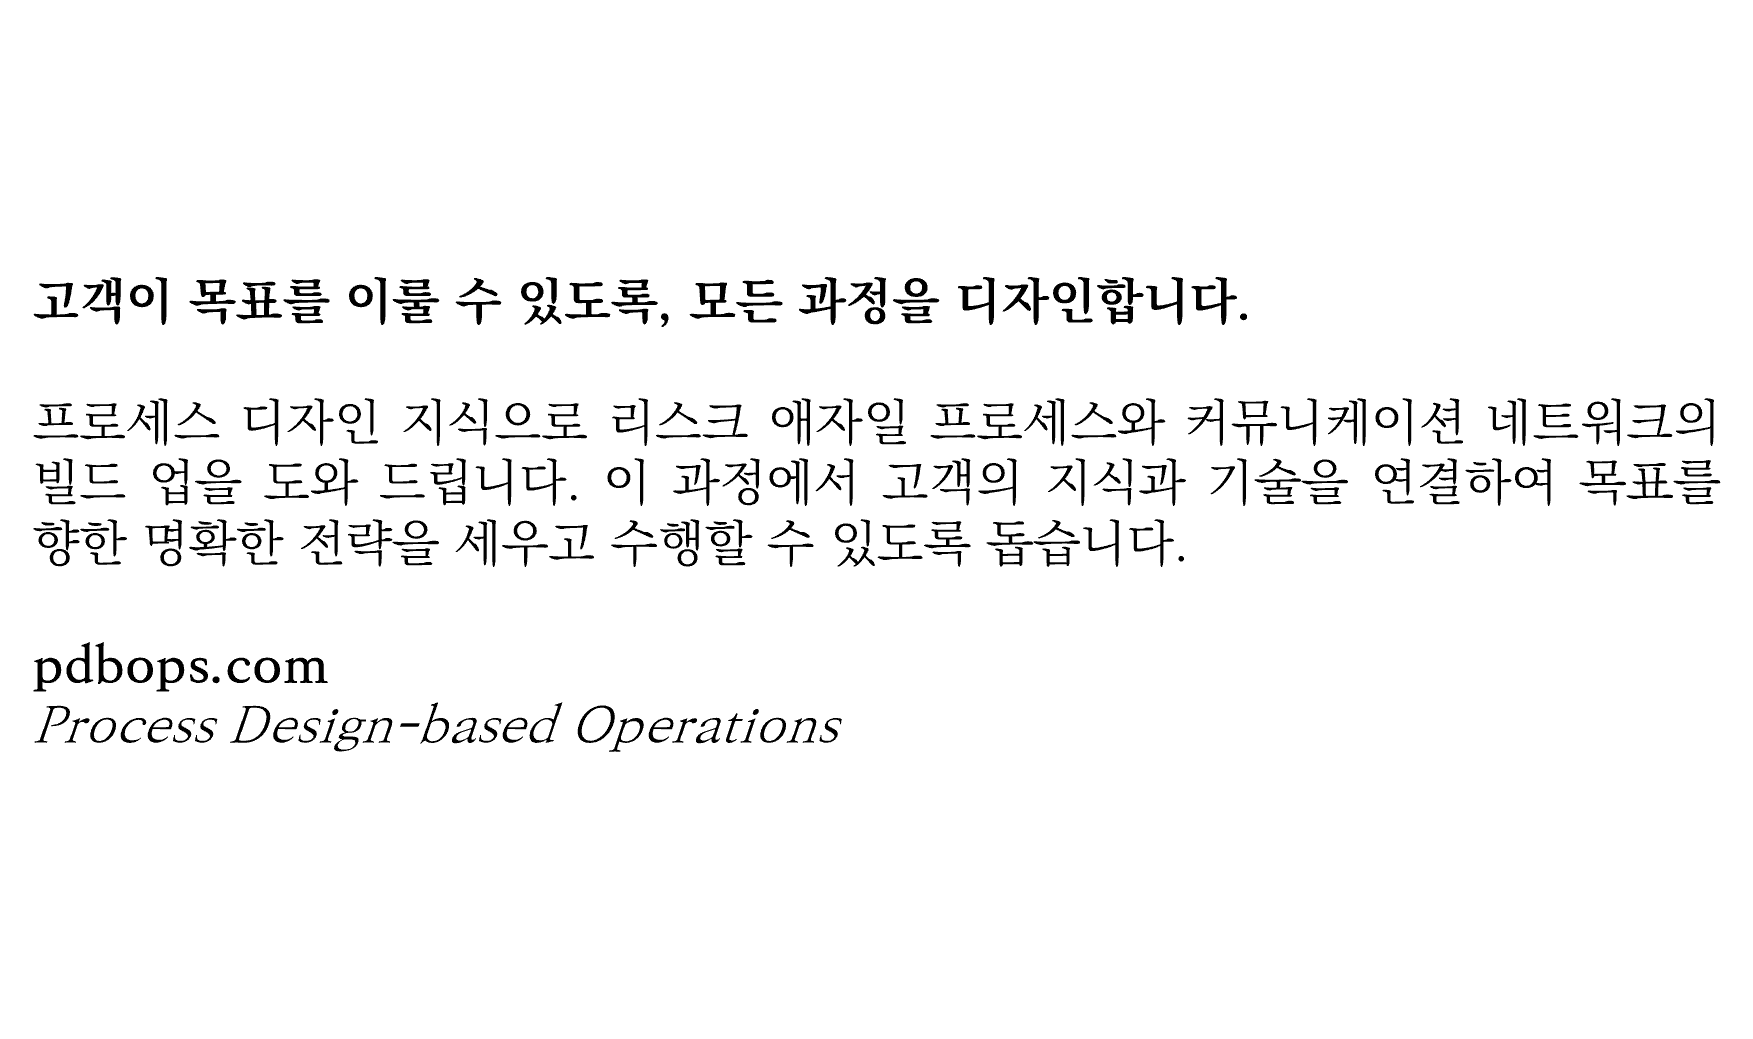 고객이 목표를 이룰 수 있도록, 모든 과정을 디자인합니다.
프로세스 디자인 지식으로 리스크 애자일 프로세스와 커뮤니케이션 네트워크의
빌드 업을 도와 드립니다. 이 과정에서 고객의 지식과 기술을 연결하여 목표를
향한 명확한 전략을 세우고 수행할 수 있도록 돕습니다.
pdbops.com
Process Design-based Operations